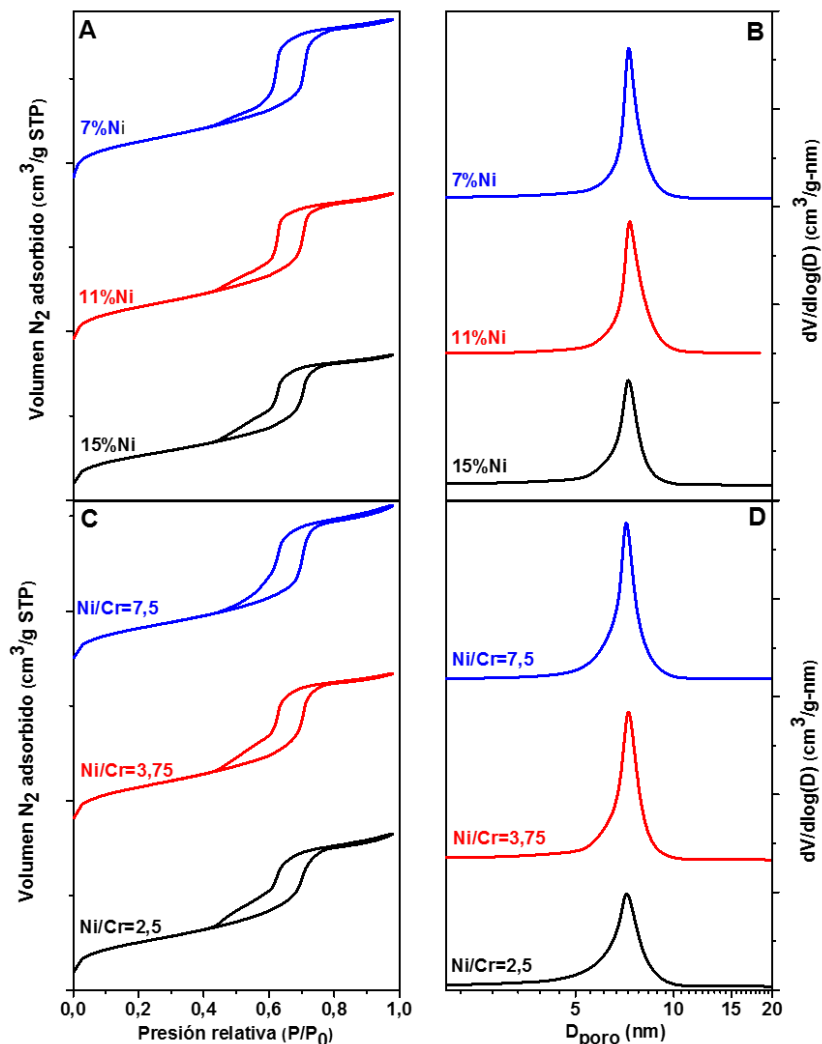 A
Volumen N2 adsorbido (cm3/g STP)
7%Ni
11%Ni
15%Ni
B
dV/dlog(D) (cm3/g-nm)
7%Ni
11%Ni
15%Ni
C
Volumen N2 adsorbido (cm3/g STP)
Ni/Cr=7,5
Ni/Cr=3,75
Ni/Cr=2,5
0,0 0,2 0,4 0,6 0,8 1,0
Presión relativa (P/P0)
D
dV/dlog(D) (cm3/g-nm)
Ni/Cr=7,5
Ni/Cr=3,75
Ni/Cr=2,5
5 10 15 20
Dporo (nm)